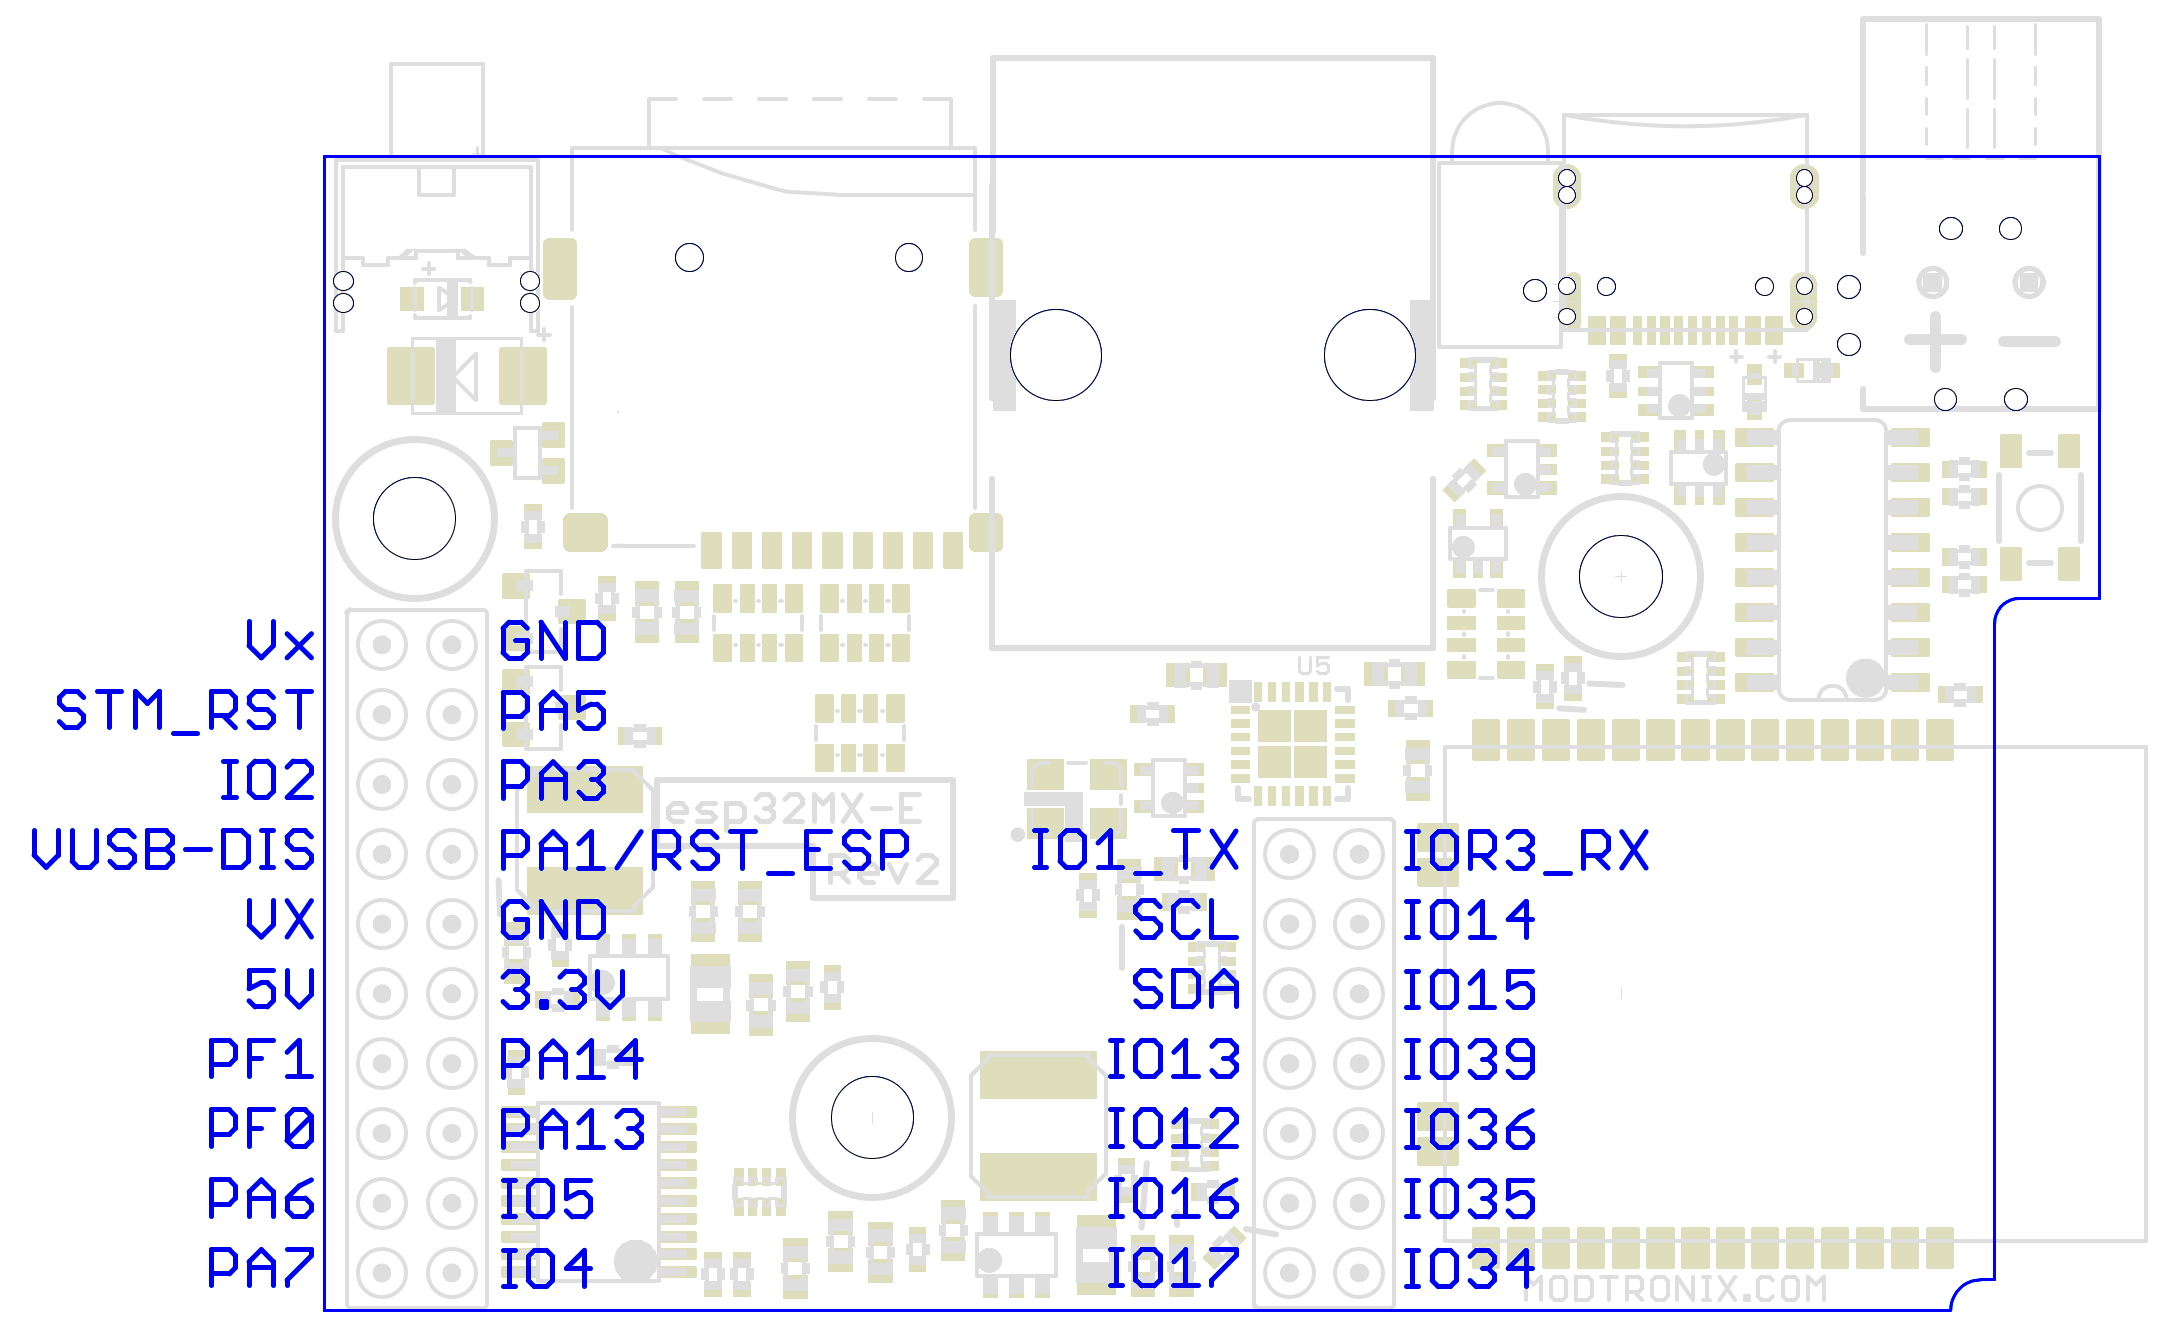 U5
Vx GND
STM_RST PA5
IO2 PA3
esp32MX-E
VUSB-DIS PA1/RST_ESP IO1_TX IOR3_RX
Rev2
VX GND SCL IO14
5V 3.3V SDA IO15
PF1 PA14 IO13 IO39
PF0 PA13 IO12 IO36
PA6 IO5 IO16 IO35
PA7 IO4 IO17 IO34
MODTRONIX.COM